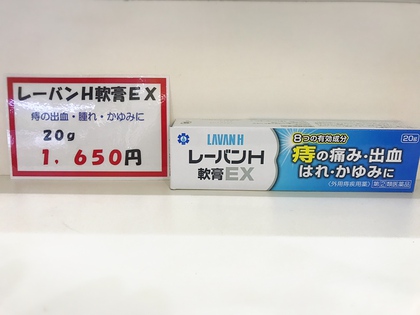 レーバンH軟膏EX
痔の出血・腫れ・かゆみに
20g
1,650円
LAVAN H
レーバンH
軟膏EX
8つの有効成分
20g
痔の痛み・出血
はれ・かゆみに
〈外用痔疾用薬〉 指定第②類医薬品